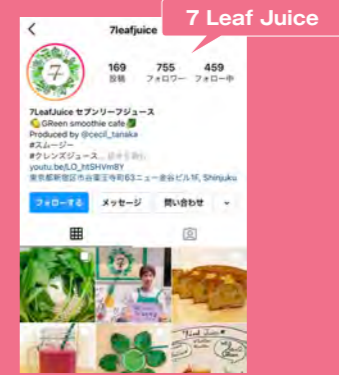 7 Leaf Juice
7leafjuice
7
169 755 459
投稿 フォロワー フォロー中
7LeafJuice セブンリーフジュース
GReen smoothie cafe
Produced by @cecil_tanaka
#スムージー
#クレンズジュース...
東京都新宿区市谷薬王寺町63ニュー金谷ビル1F, Shinjuku
フォローする メッセージ 問い合わせ